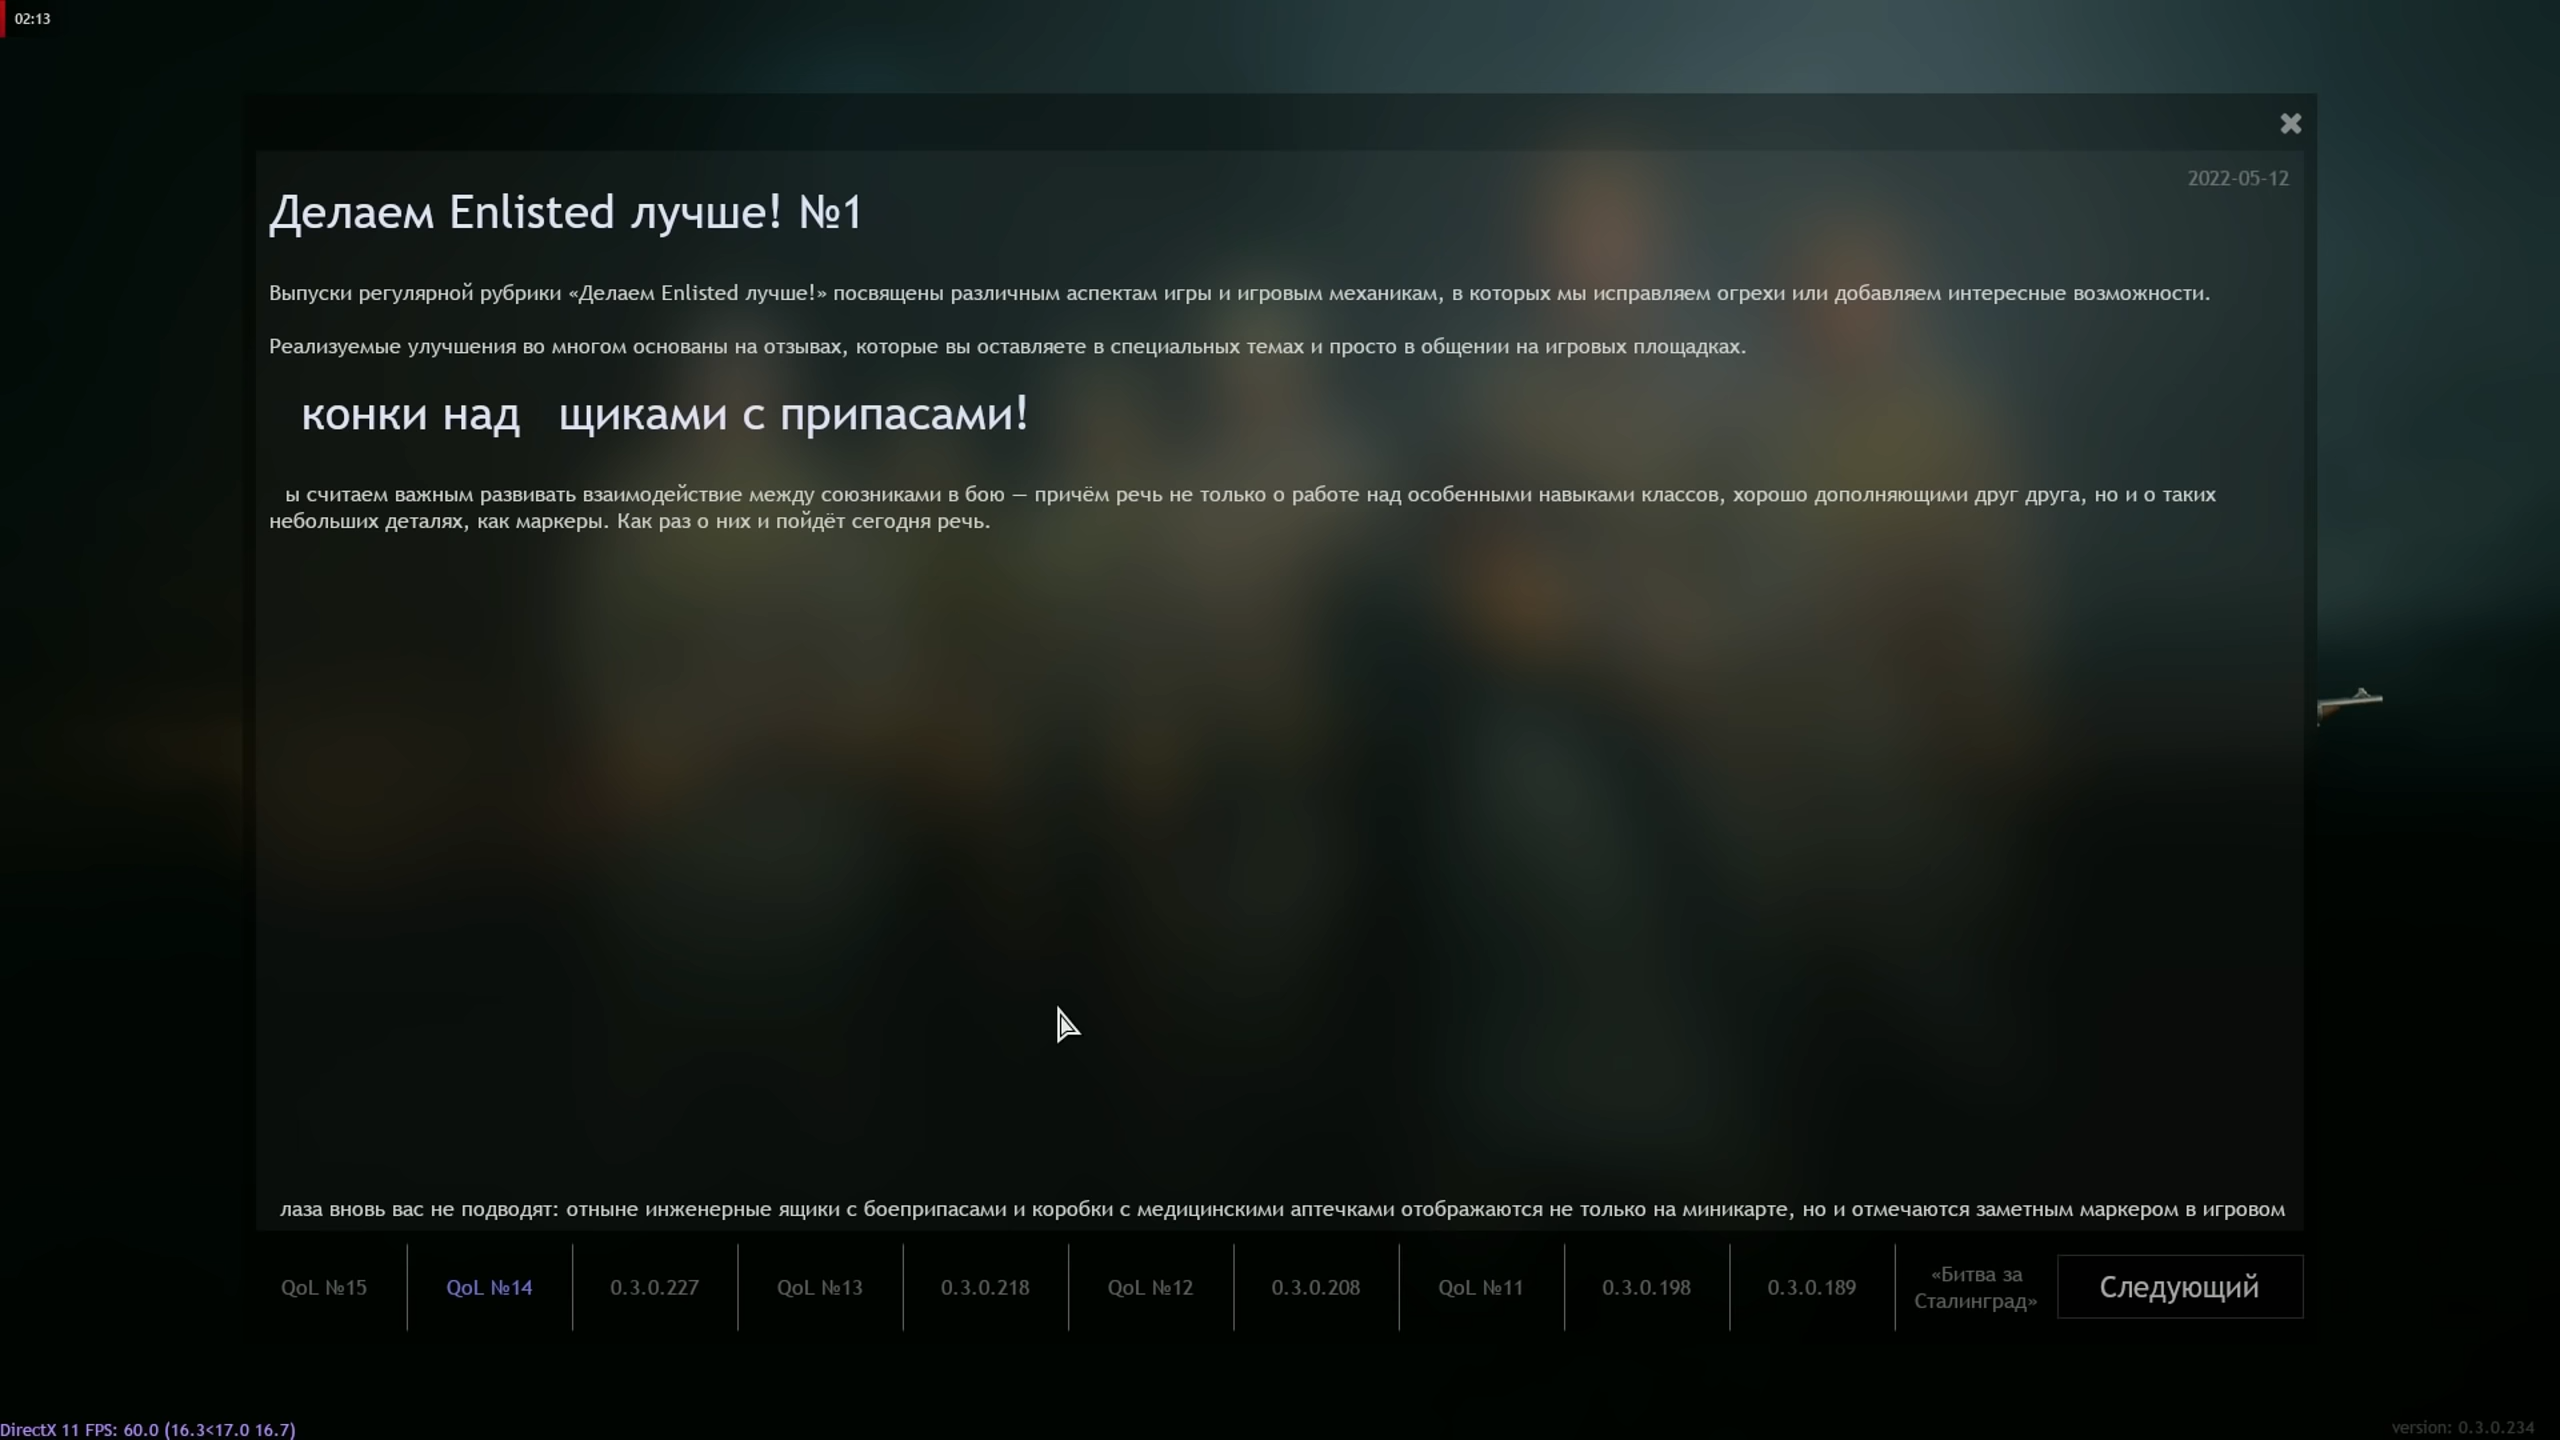 02:13
2022-05-12
Делаем Enlisted лучше! №1
Выпуски регулярной рубрики «Делаем Enlisted лучше!» посвящены различным аспектам игры и игровым механикам, в которых мы исправляем огрехи или добавляем интересные возможности.
Реализуемые улучшения во многом основаны на отзывах, которые вы оставляете в специальных темах и просто в общении на игровых площадках.
конки над щиками с припасами!
ы считаем важным развивать взаимодействие между союзниками в бою — причём речь не только о работе над особенными навыками классов, хорошо дополняющими друг друга, но и о таких
небольших деталях, как маркеры. Как раз о них и пойдёт сегодня речь.
лаза вновь вас не подводят: отныне инженерные ящики с боеприпасами и коробки с медицинскими аптечками отображаются не только на миникарте, но и отмечаются заметным маркером в игровом
QoL №15
QoL №14
0.3.0.227
QoL №13
0.3.0.218
QoL №12
0.3.0.208
QoL №11
0.3.0.198
0.3.0.189
«Битва за
Сталинград»
Следующий
DirectX 11 FPS: 60.0 (16.3<17.0 16.7)
version: 0.3.0.234